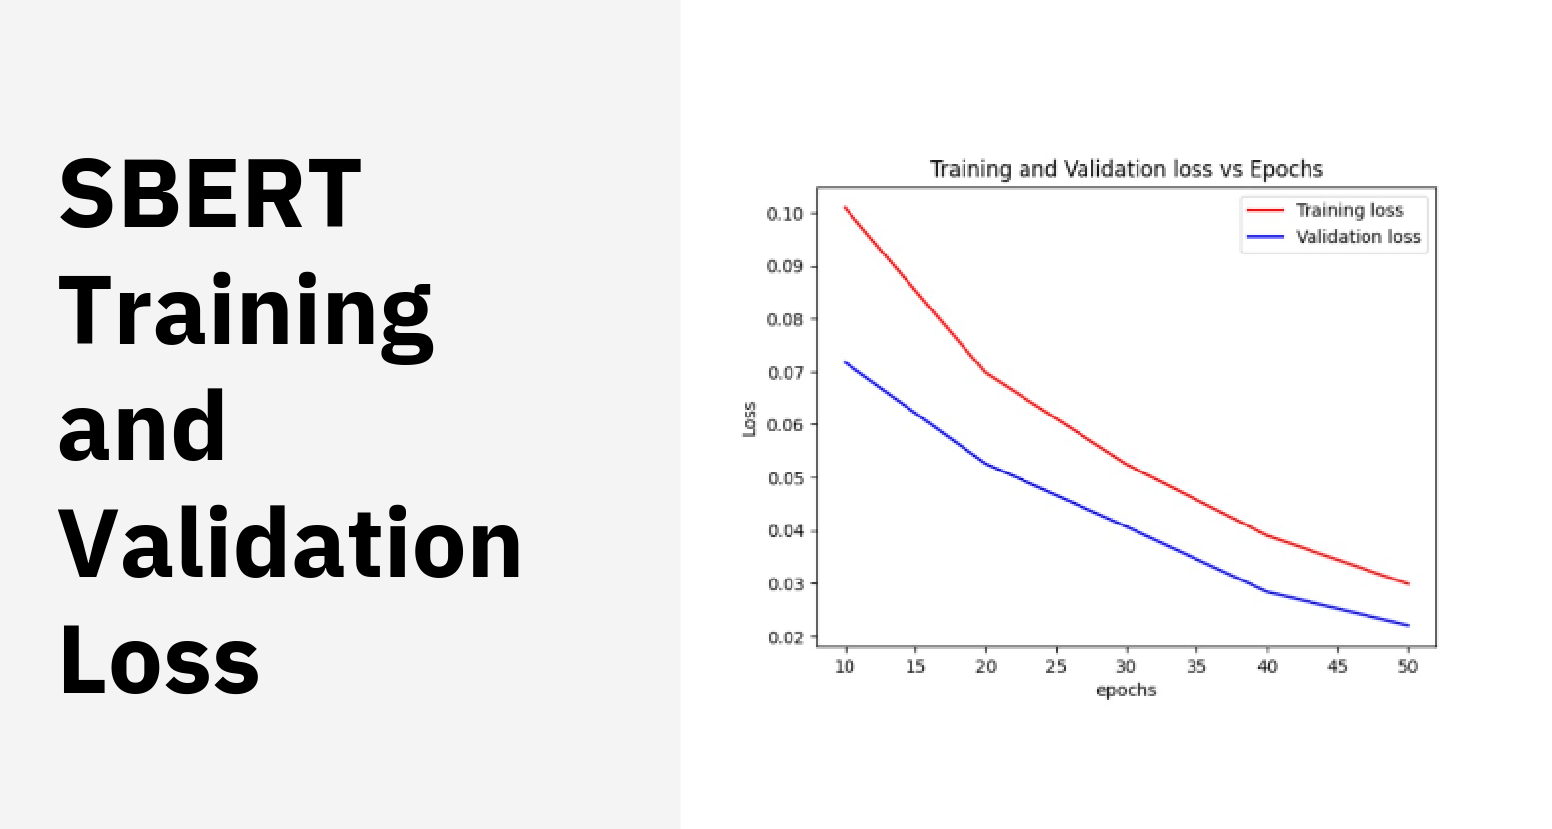 SBERT
Training
and
Validation
Loss
Training and Validation loss vs Epochs
Training loss
Validation loss
0.10
0.09
0.08
0.07
0.06
0.05
0.04
0.03
0.02
Loss
10 15 20 25 30 35 40 45 50
epochs